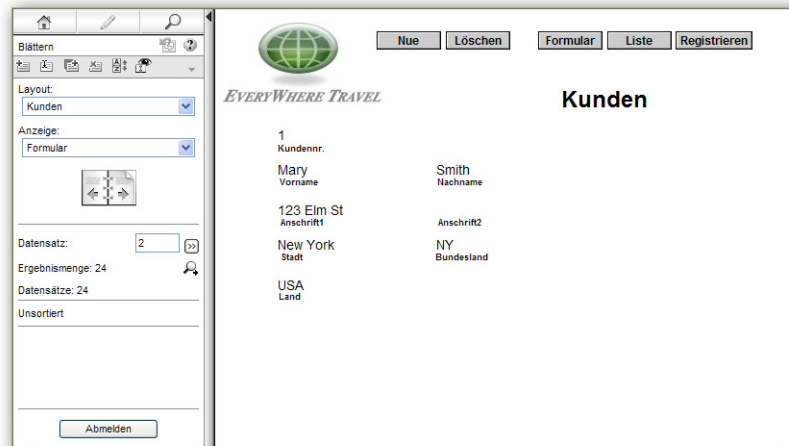 Blättern
Layout:
Kunden
Anzeige:
Formular
Datensatz:
2
Ergebnismenge: 24
Datensätze: 24
Unsortiert
Abmelden
Nue Löschen Formular Liste Registrieren
EVERYWHERE TRAVEL
Kunden
1
Kundennr.
Mary Smith
Vorname Nachname
123 Elm St
Anschrift1 Anschrift2
New York NY
Stadt Bundesland
USA
Land